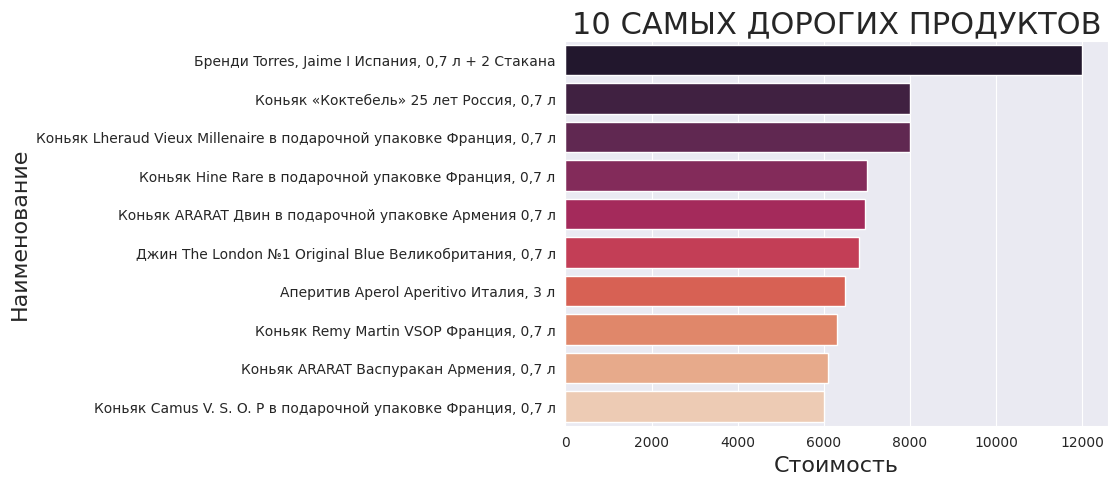 10 САМЫХ ДОРОГИХ ПРОДУКТОВ
Наименование
Бренди Torres, Jaime I Испания, 0,7 л + 2 Стакана
Коньяк «Коктебель» 25 лет Россия, 0,7 л
Коньяк Lheraud Vieux Millenaire в подарочной упаковке Франция, 0,7 л
Коньяк Hine Rare в подарочной упаковке Франция, 0,7 л
Коньяк ARARAT Двин в подарочной упаковке Армения 0,7 л
Джин The London №1 Original Blue Великобритания, 0,7 л
Аперитив Aperol Aperitivo Италия, 3 л
Коньяк Remy Martin VSOP Франция, 0,7 л
Коньяк ARARAT Васпуракан Армения, 0,7 л
Коньяк Camus V. S. O. P в подарочной упаковке Франция, 0,7 л
0 2000 4000 6000 8000 10000 12000
Стоимость